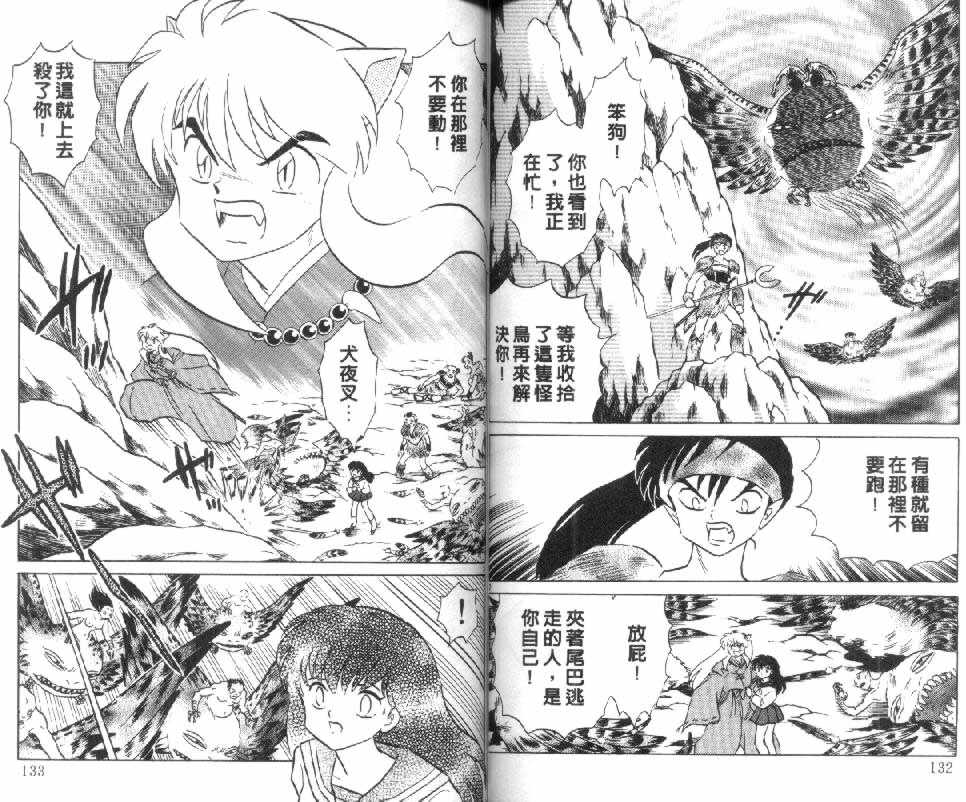 笨狗！
你也看到
了，我正
在忙！
等我收拾
了這隻怪
鳥再來解
決你！
有種就留
在那裡不
要跑！
放屁！
夾著尾巴逃
走的人，是
你自己！
132
你在那裡
不要動！
我這就上去
殺了你！
犬夜叉…
！
133